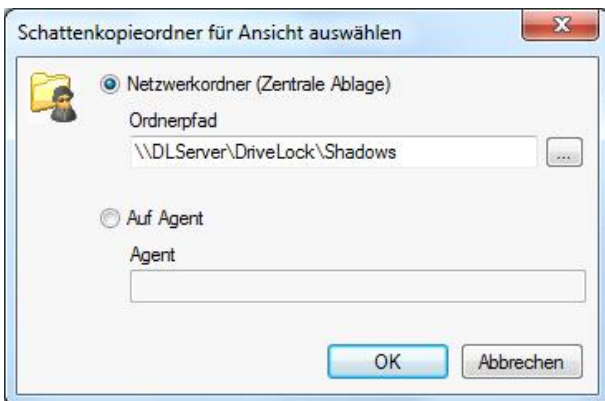 Schattenkopieordner für Ansicht auswählen
Netzwerkordner (Zentrale Ablage)
Ordnerpfad
\\DLServer\DriveLock\Shadows
...
Auf Agent
Agent
OK
Abbrechen